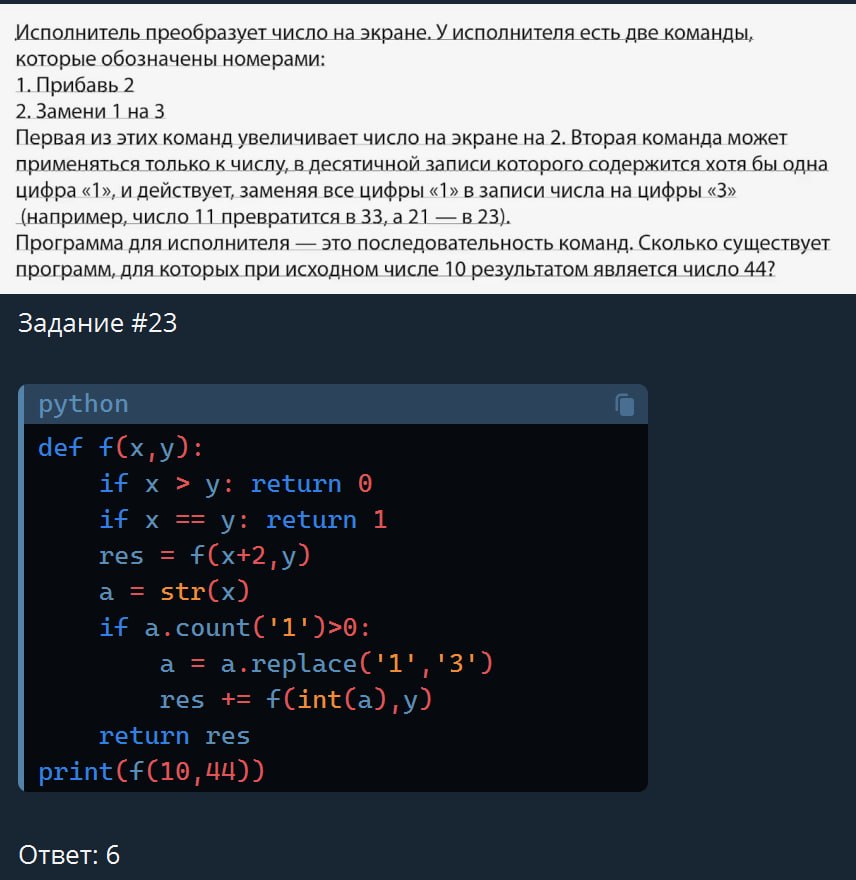 Исполнитель преобразует число на экране. У исполнителя есть две команды,
которые обозначены номерами:
1. Прибавь 2
2. Замени 1 на 3
Первая из этих команд увеличивает число на экране на 2. Вторая команда может
применяться только к числу, в десятичной записи которого содержится хотя бы одна
цифра «1», и действует, заменяя все цифры «1» в записи числа на цифры «3»
(например, число 11 превратится в 33, а 21 — в 23).
Программа для исполнителя — это последовательность команд. Сколько существует
программ, для которых при исходном числе 10 результатом является число 44?
Задание #23
python
def f(x,y):
    if x > y: return 0
    if x == y: return 1
    res = f(x+2,y)
    a = str(x)
    if a.count('1')>0:
        a = a.replace('1','3')
        res += f(int(a),y)
    return res
print(f(10,44))
Ответ: 6